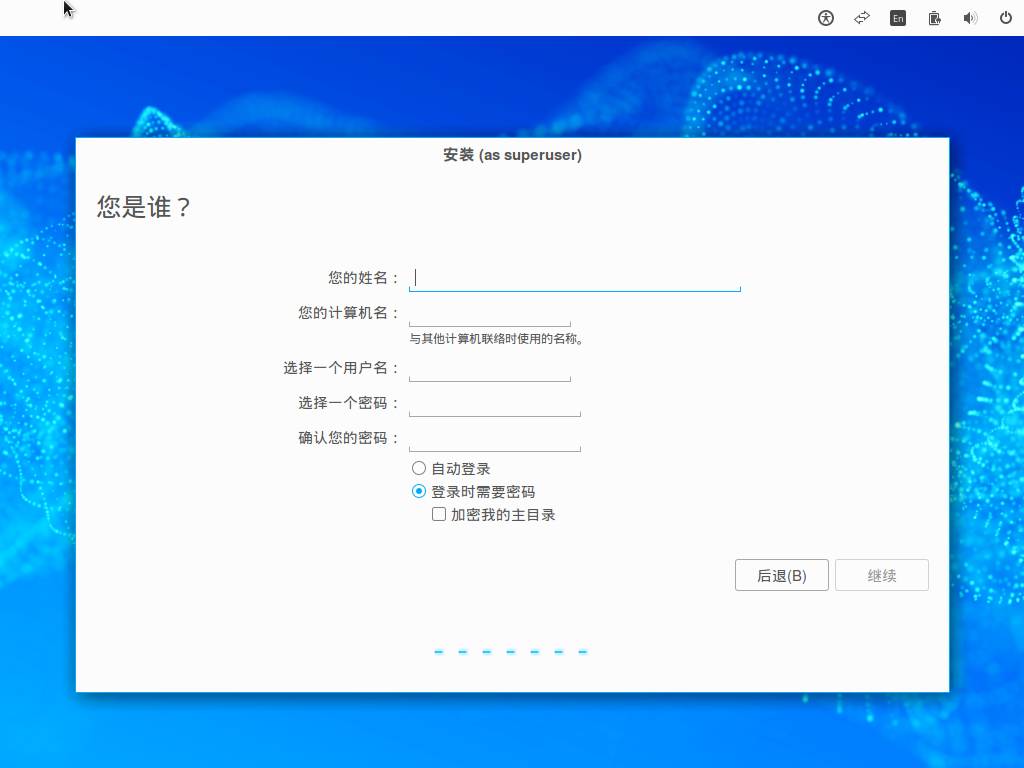 En
安装 (as superuser)
您是谁？
您的姓名：
您的计算机名：
与其他计算机联络时使用的名称。
选择一个用户名：
选择一个密码：
确认您的密码：
自动登录
登录时需要密码
加密我的主目录
后退(B) 继续